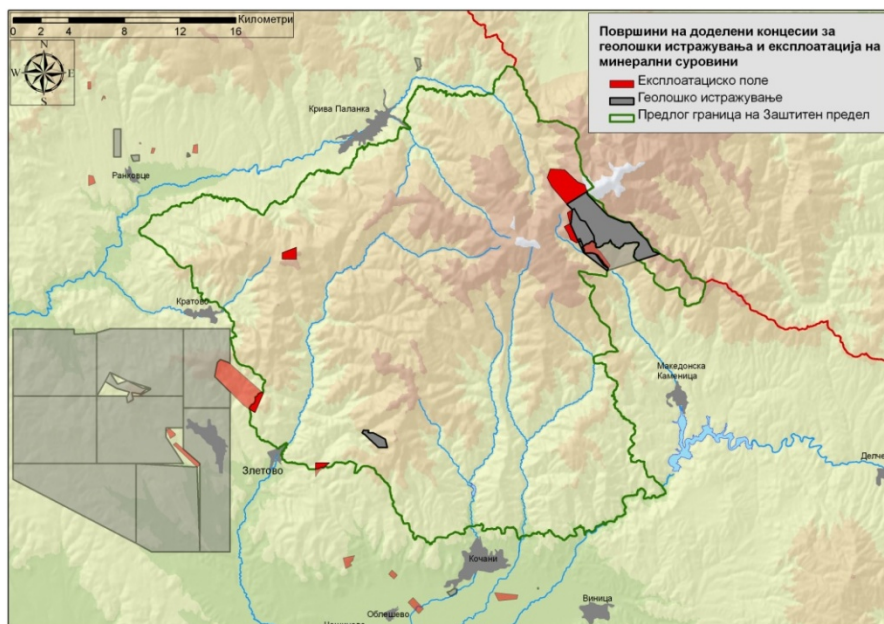 Километри
0 2 4 8 12 16
N
W E
S
Површини на доделени концесии за
геолошки истражувања и експлоатација на
минерални суровини
Експлоатациско поле
Геолошко истражување
Предлог граница на Заштитен предел
Крива Паланка
Ранковце
Кратово
Македонска
Каменица
Злетово
Делче
Кочани
Облешево
Виница